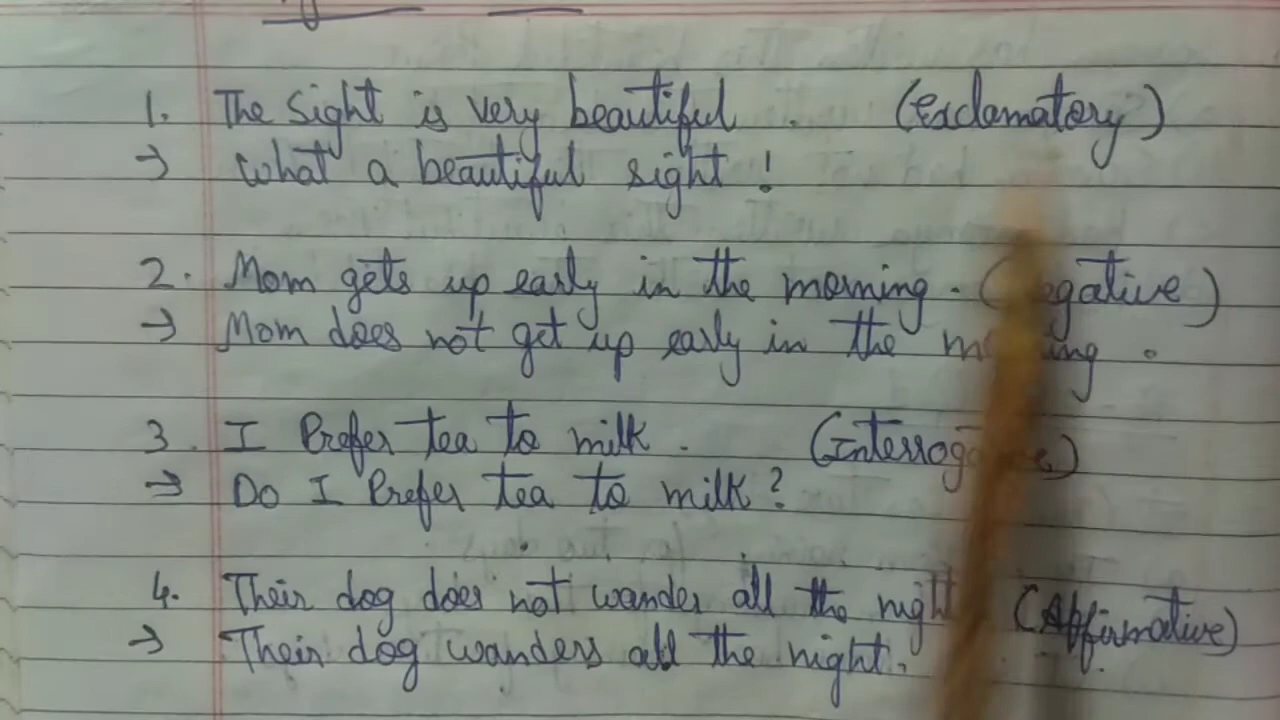 1. The Sight is very beautiful . (Exclamatory)
→ What a beautiful sight !
2. Mom gets up early in the morning . (
→ Mom does not get up early in the
3. I Prefer tea to milk .
→ Do I Prefer tea to milk ?
4. Their dog does not wander all the night (Affirmative)
→ Their dog wanders all the night .